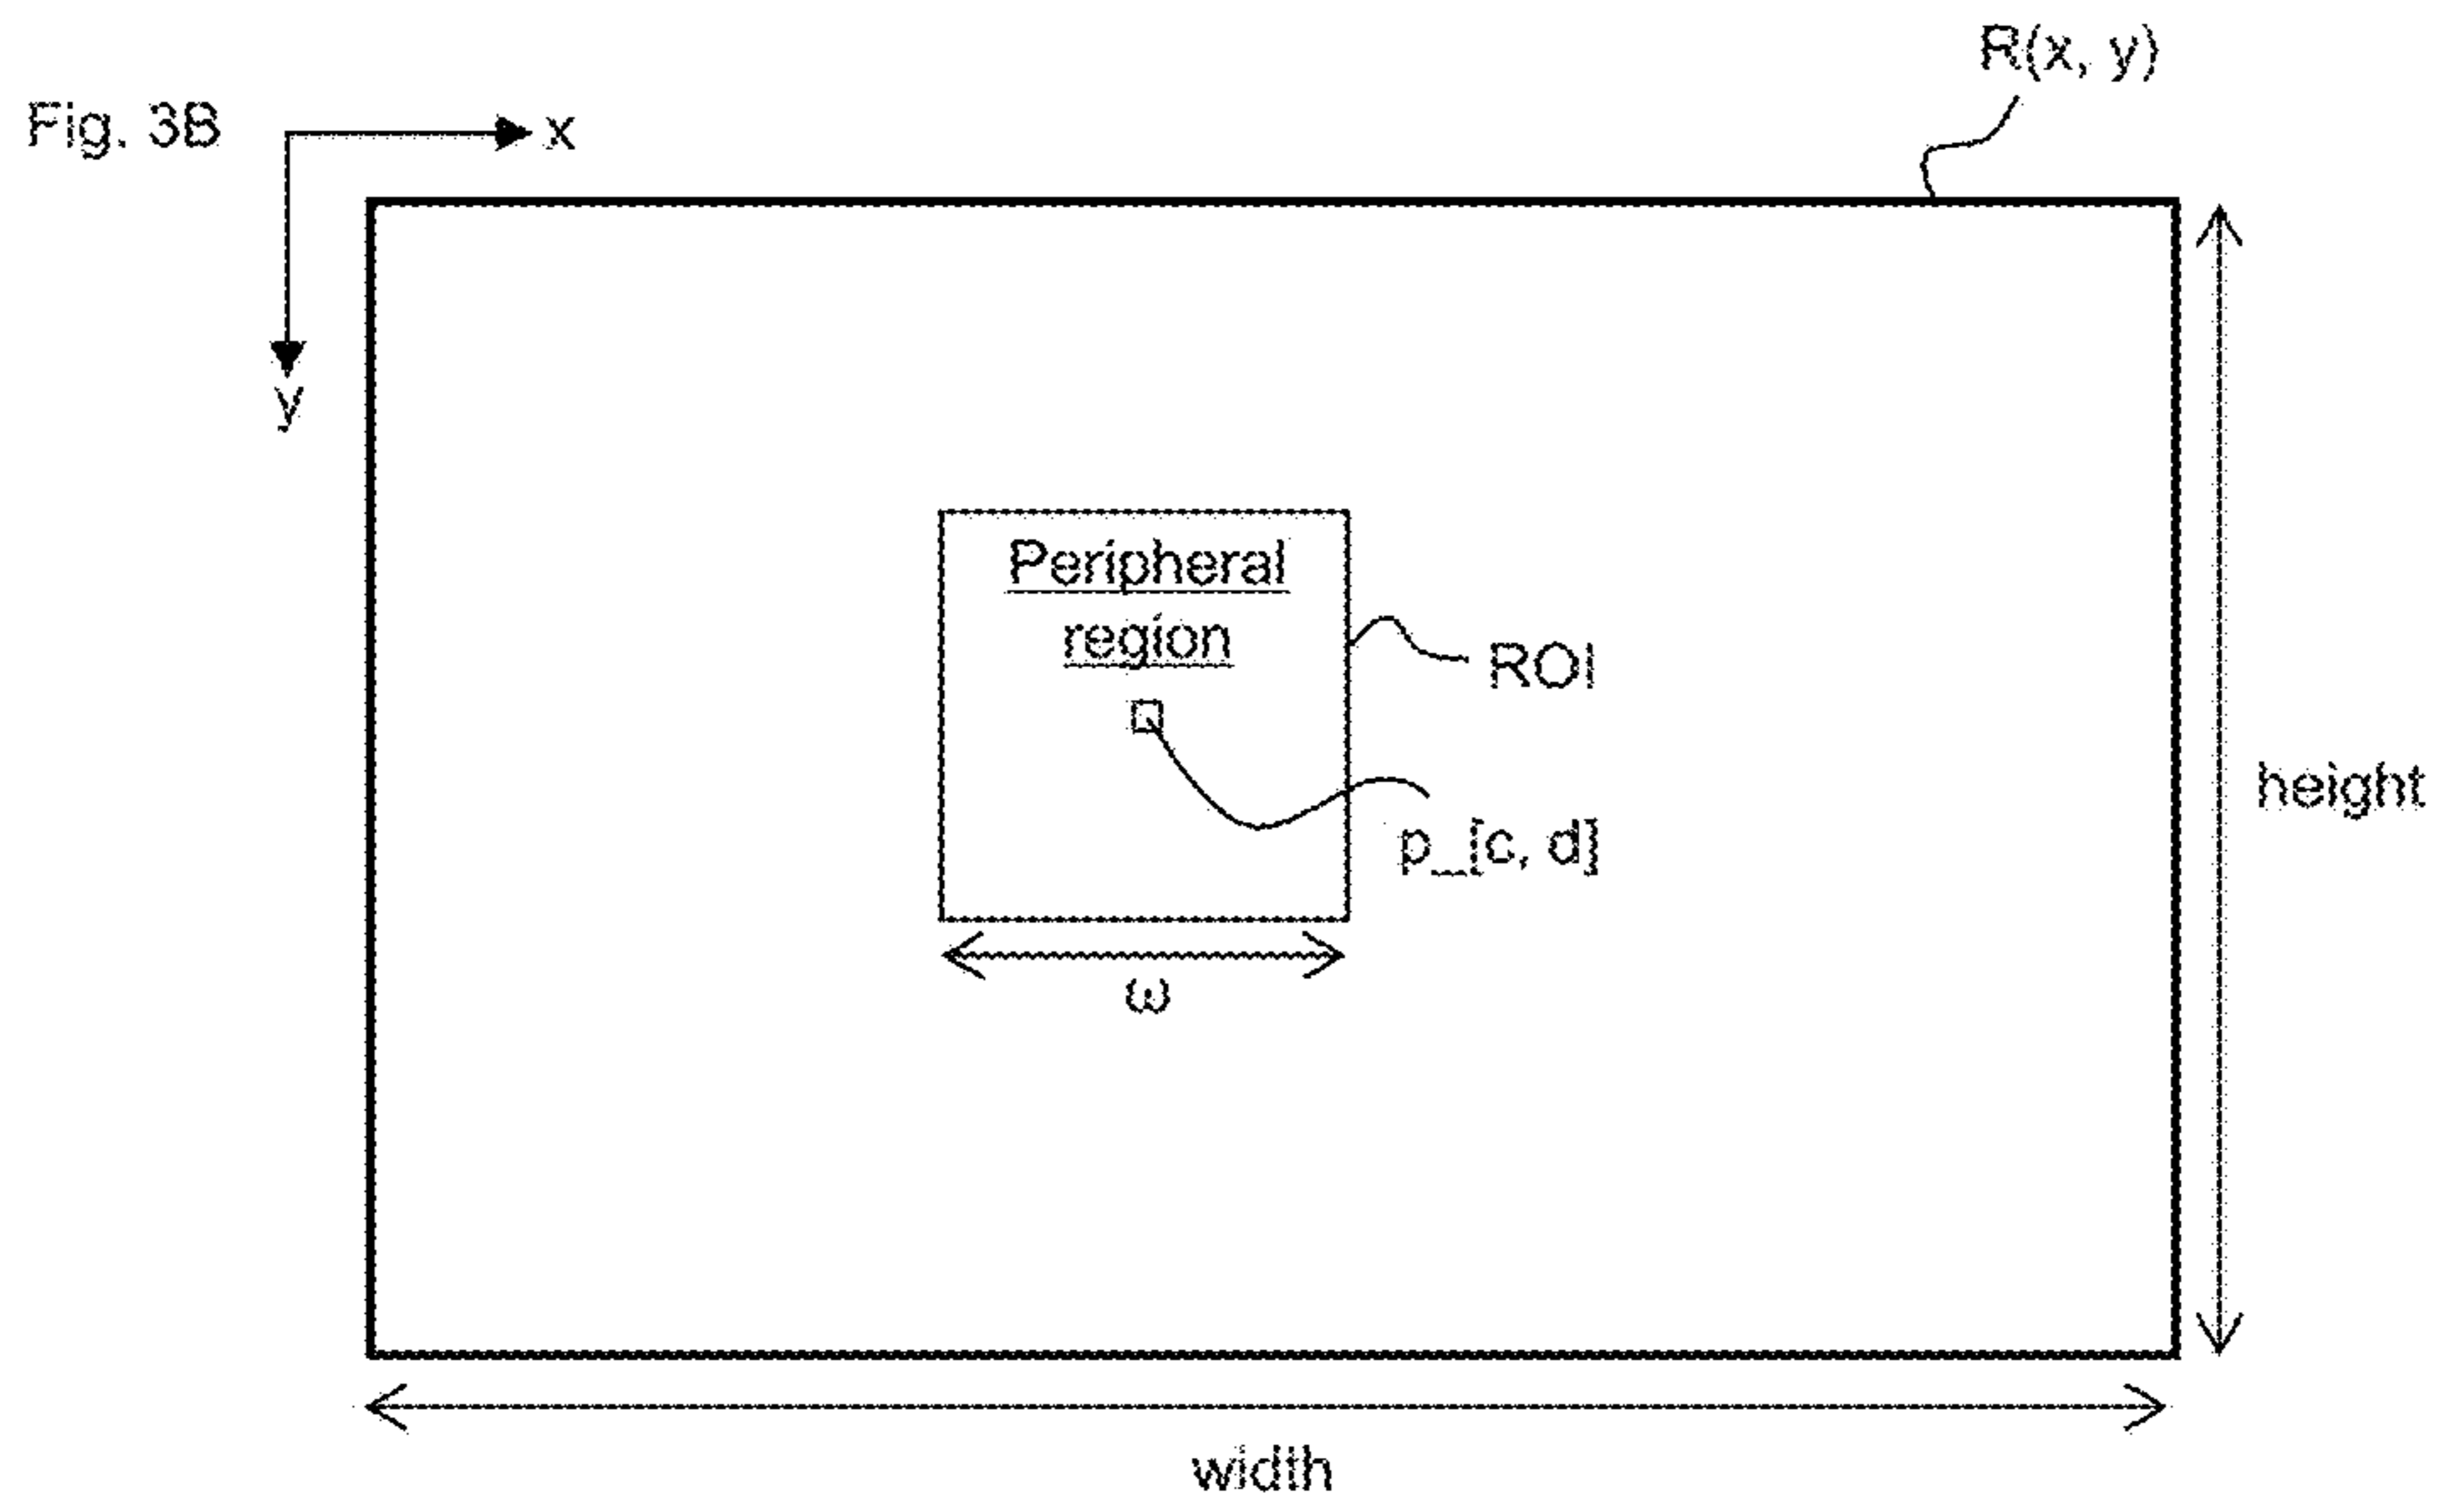 R(x, y)
Fig. 3B
x
y
Peripheral
region
ROI
p_[c, d]
height
ω
width